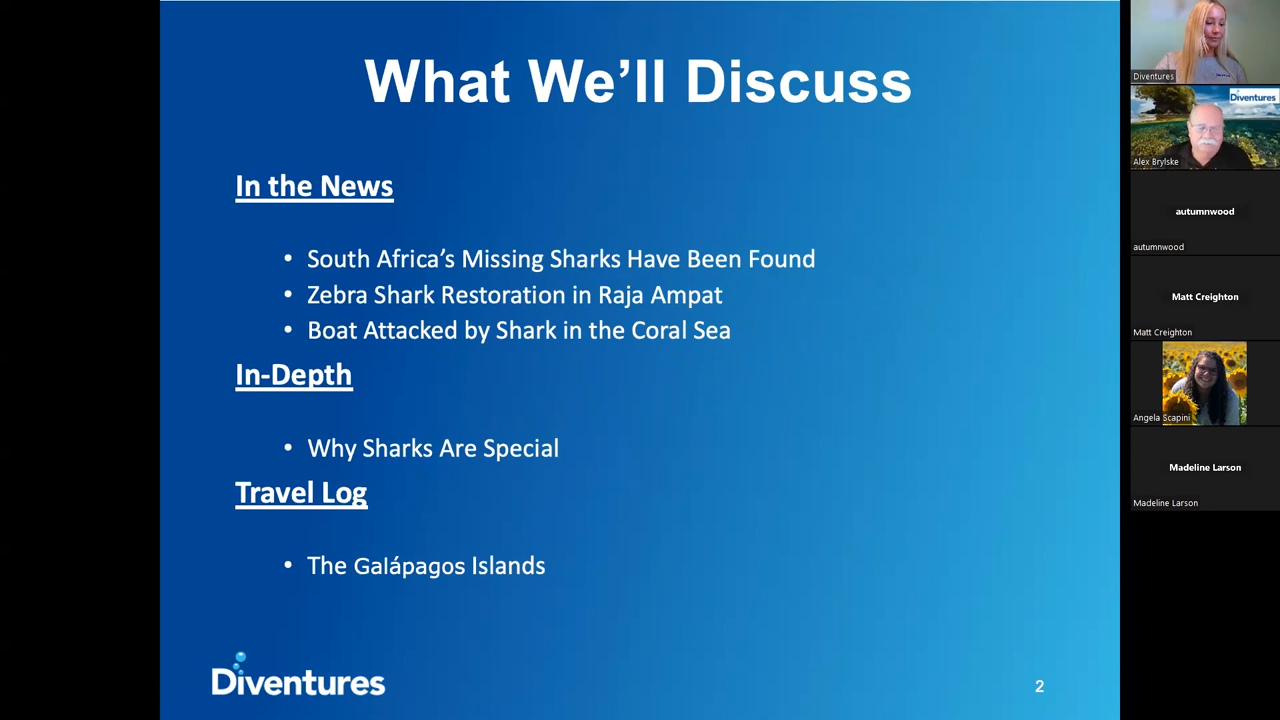 What We’ll Discuss
In the News
• South Africa’s Missing Sharks Have Been Found
• Zebra Shark Restoration in Raja Ampat
• Boat Attacked by Shark in the Coral Sea
In-Depth
• Why Sharks Are Special
Travel Log
• The Galápagos Islands
Diventures
2
Diventures
Diventures
Alex Brylske
autumnwood
autumnwood
Matt Creighton
Matt Creighton
Angela Scapini
Madeline Larson
Madeline Larson